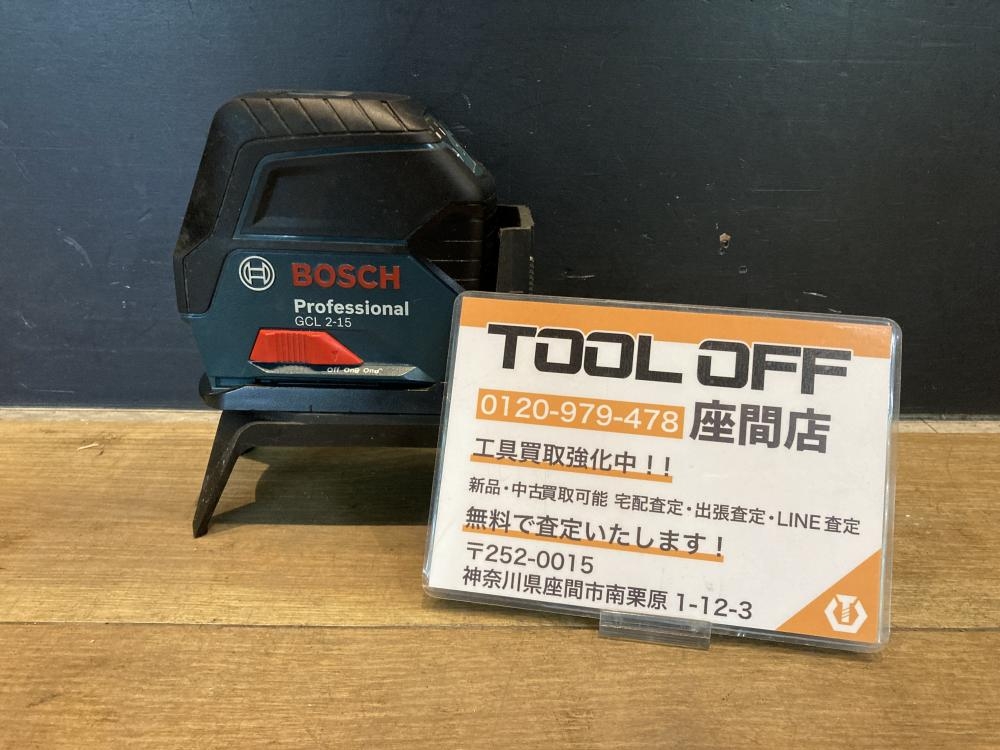 BOSCH
Professional
GCL 2-15
Off One One
TOOL OFF
0120-979-478 座間店
工具買取強化中!!
新品・中古買取可能 宅配査定・出張査定・LINE査定
無料で査定いたします!
〒252-0015
神奈川県座間市南栗原 1-12-3